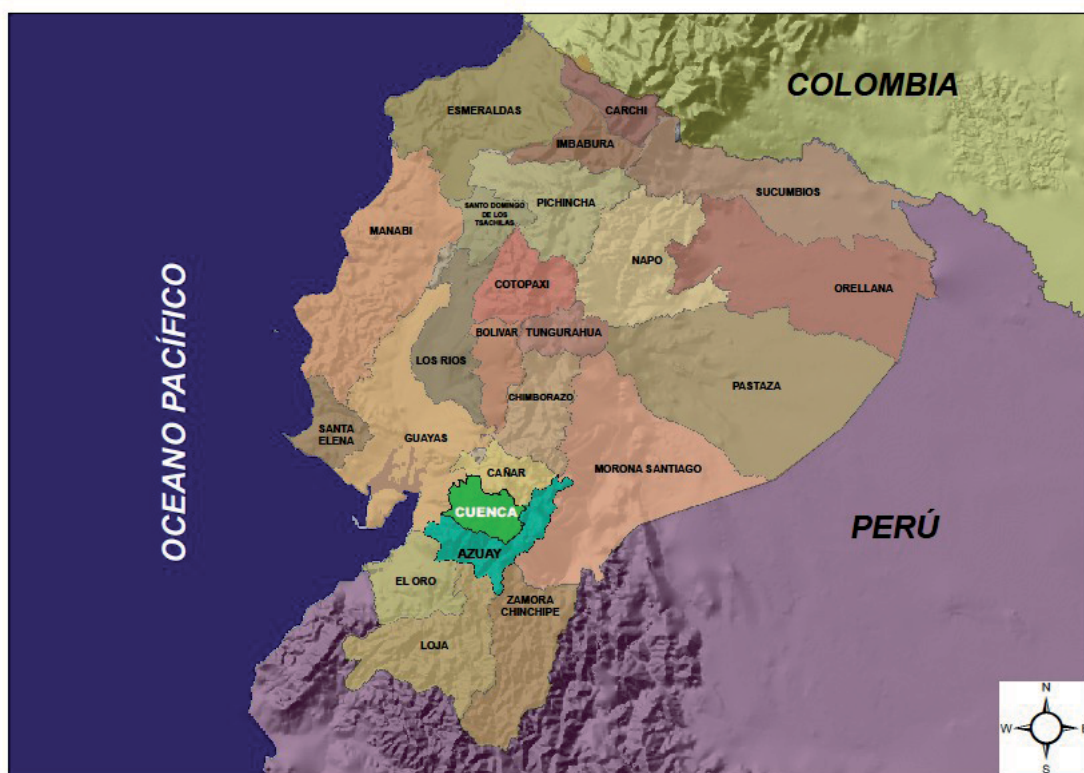 COLOMBIA
CARCHI
ESMERALDAS
IMBABURA
SUCUMBIOS
PICHINCHA
SANTO DOMINGO
DE LOS
TSACHILAS
MANABI
NAPO
COTOPAXI
ORELLANA
BOLIVAR
TUNGURAHUA
LOS RIOS
PASTAZA
CHIMBORAZO
OCEANO PACÍFICO
SANTA
ELENA
GUAYAS
MORONA SANTIAGO
CAÑAR
CUENCA
PERÚ
AZUAY
EL ORO
ZAMORA
CHINCHIPE
LOJA
N
W
E
S